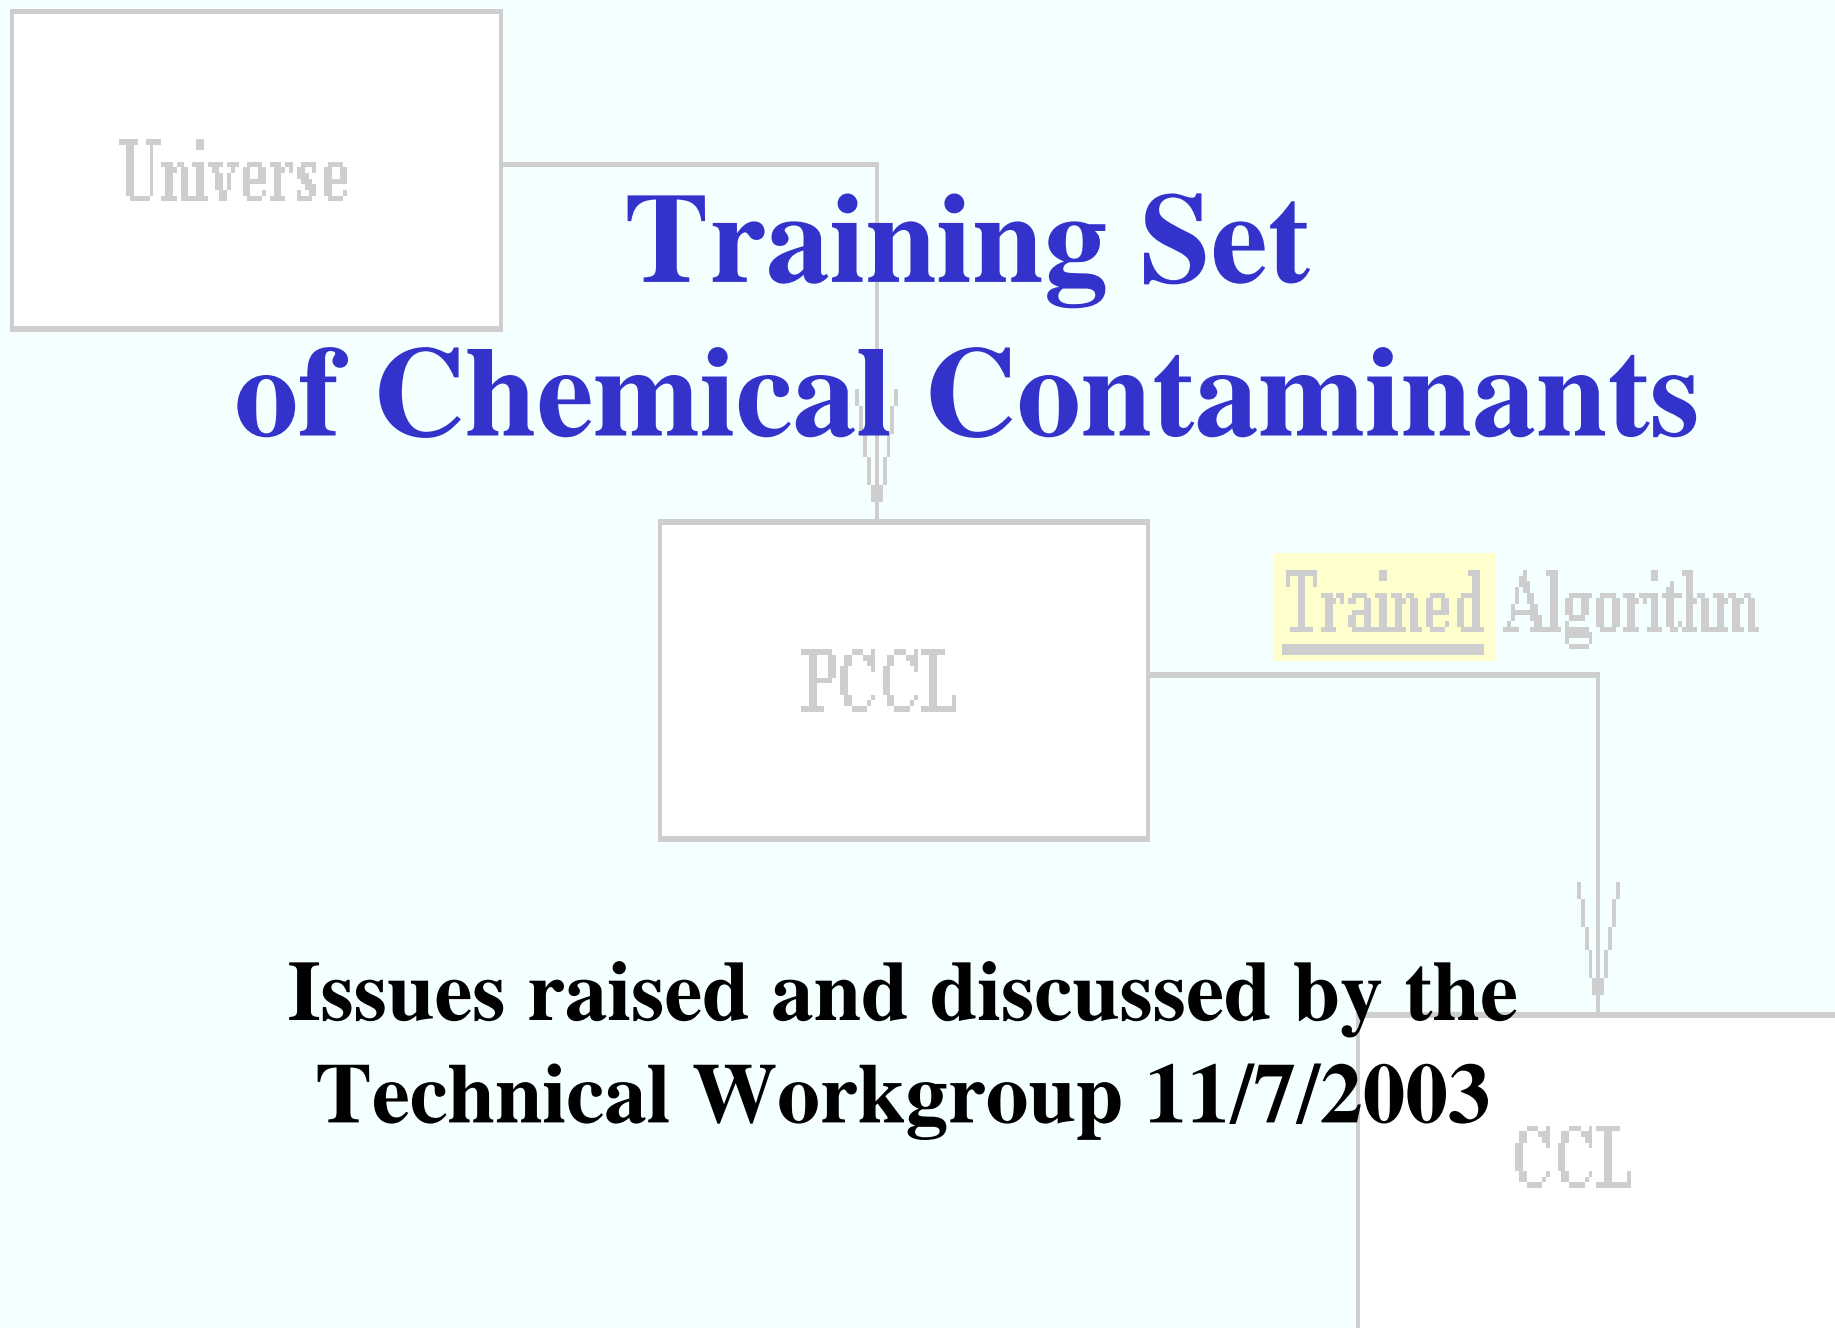 Universe
Training Set
of Chemical Contaminants
Trained Algorithm
PCCL
Issues raised and discussed by the
Technical Workgroup 11/7/2003
CCL